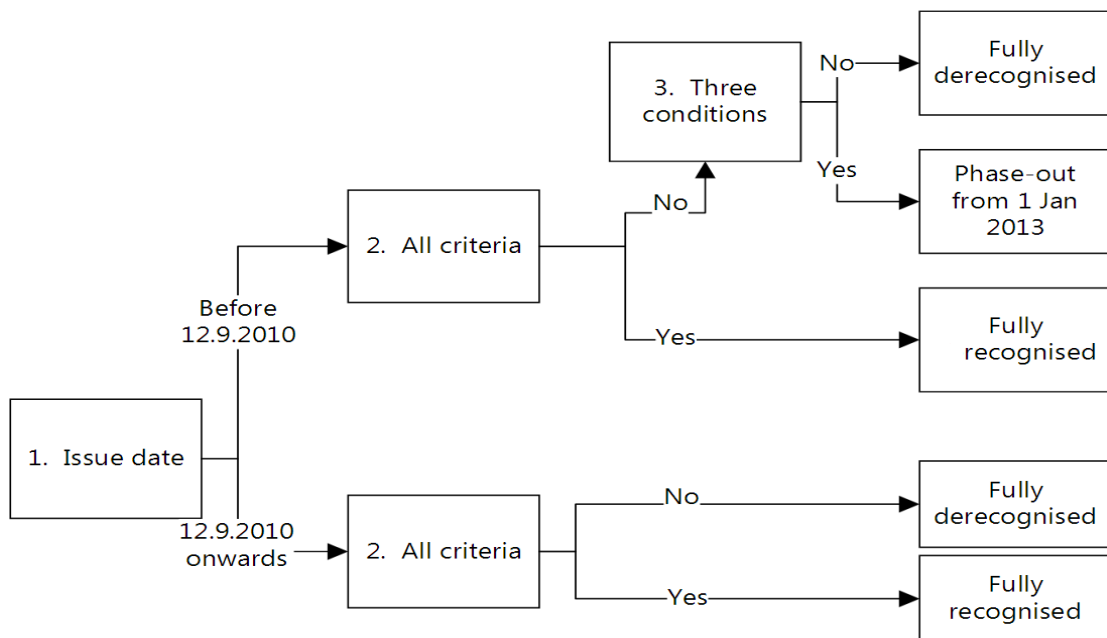 No
Fully
derecognised
3. Three
conditions
Yes
Phase-out
from 1 Jan
2013
No
2. All criteria
Before
12.9.2010
Yes
Fully
recognised
1. Issue date
No
Fully
derecognised
12.9.2010
onwards
2. All criteria
Yes
Fully
recognised